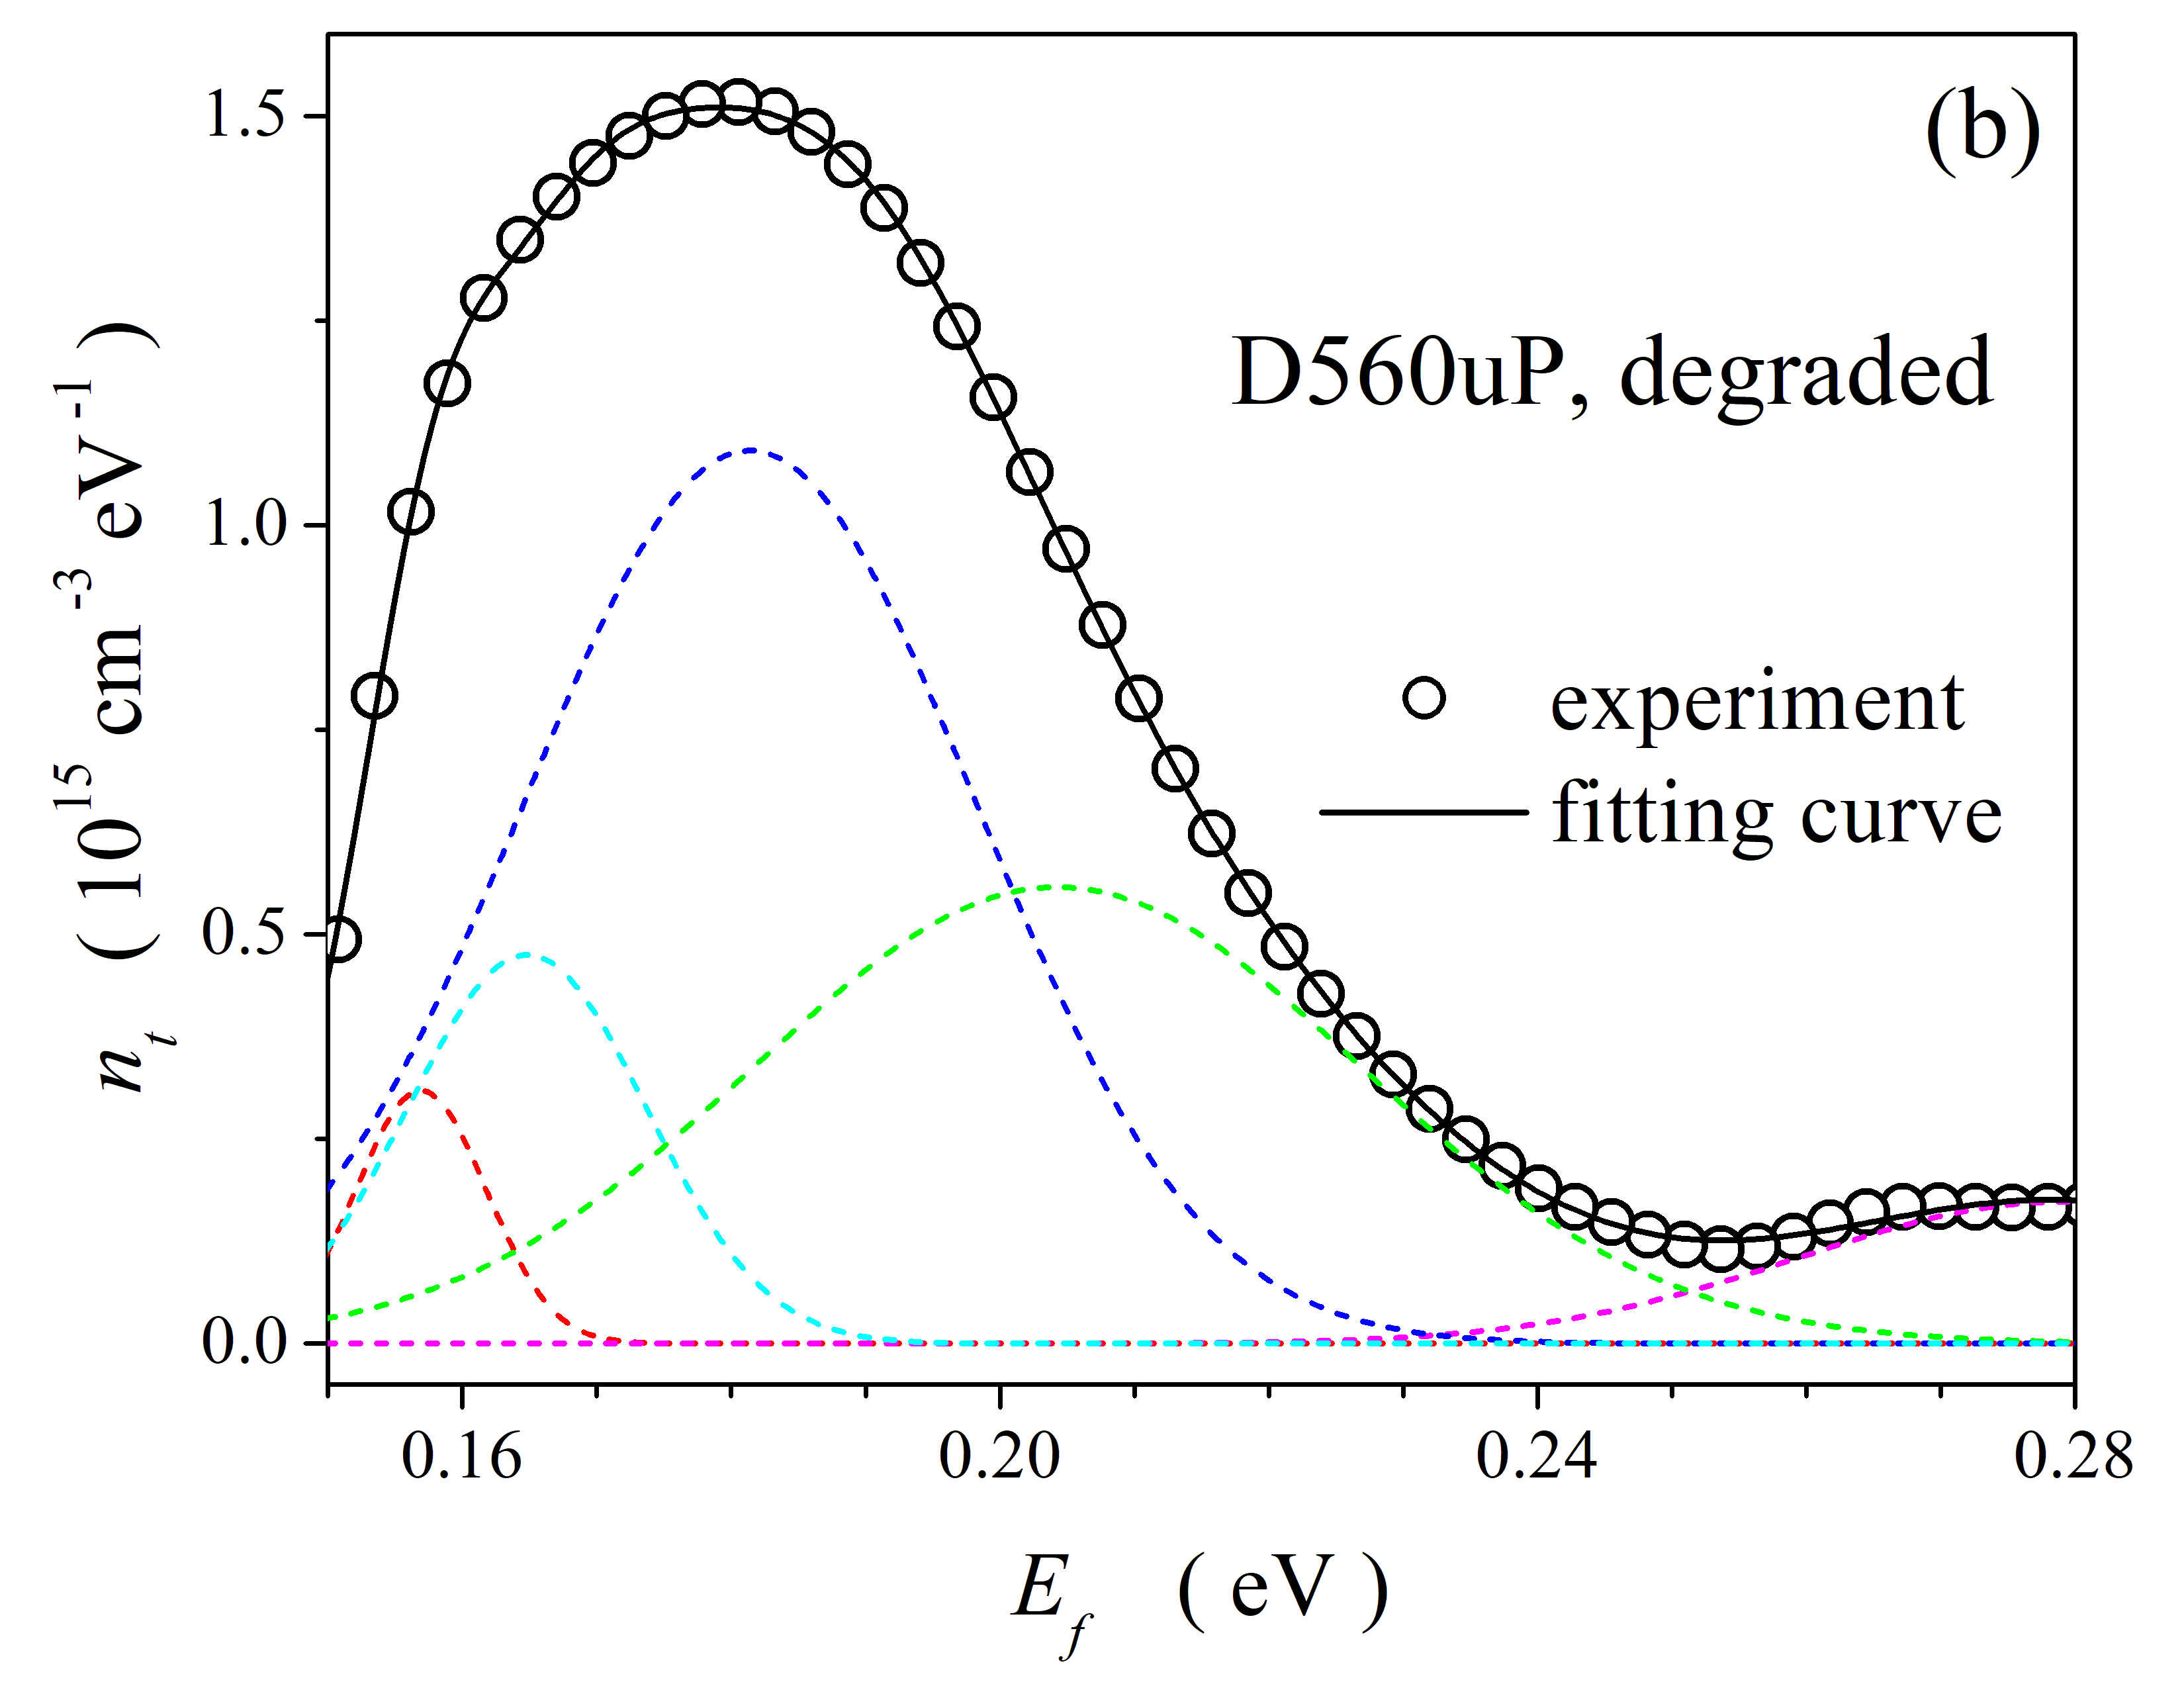 (b)
D560uP, degraded
experiment
fitting curve
1.5
1.0
0.5
0.0
n_t ( 10^15 cm^-3 eV^-1 )
0.16 0.20 0.24 0.28
E_f ( eV )